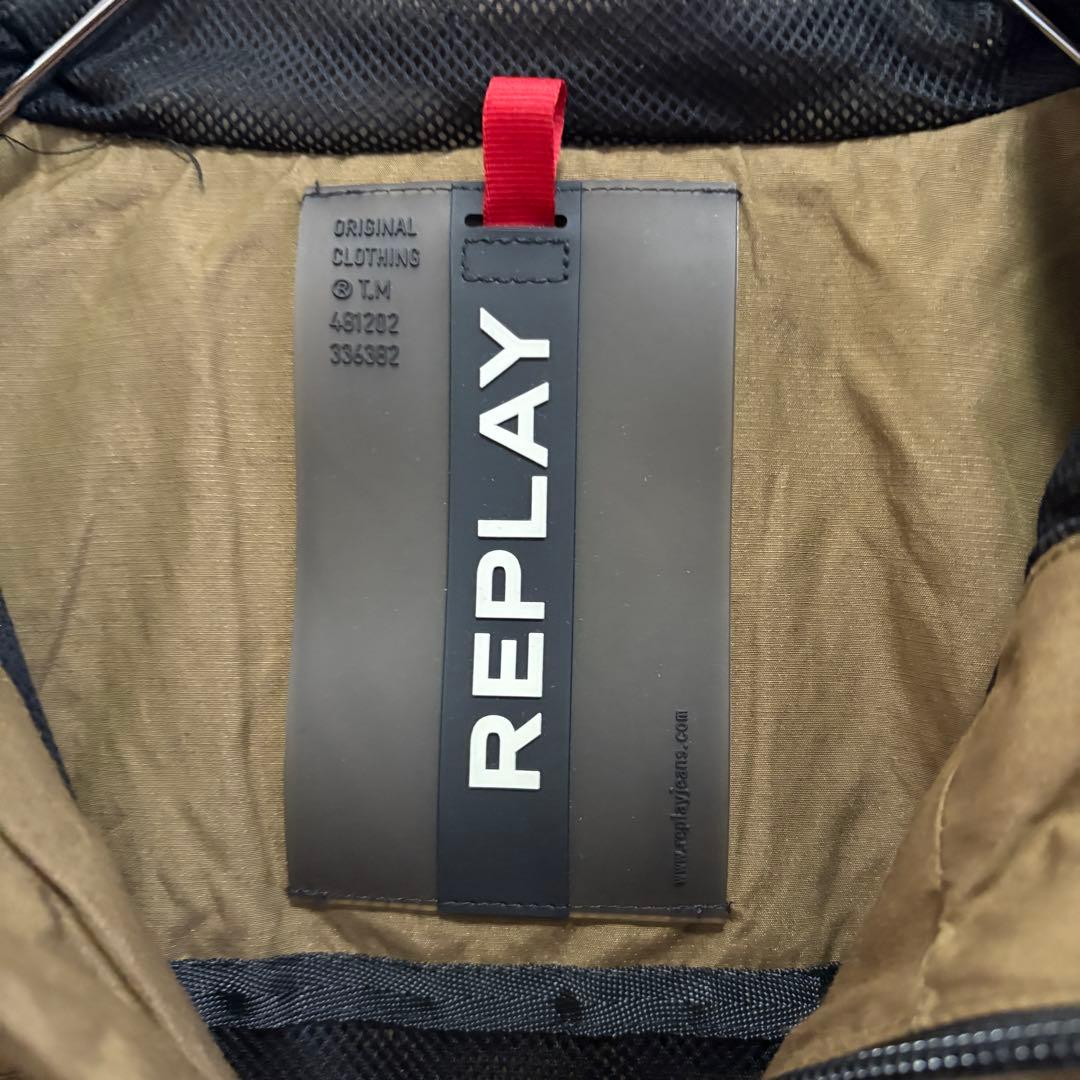 ORIGINAL
CLOTHING
® T.M
481202
336382
REPLAY
www.replayjeans.com